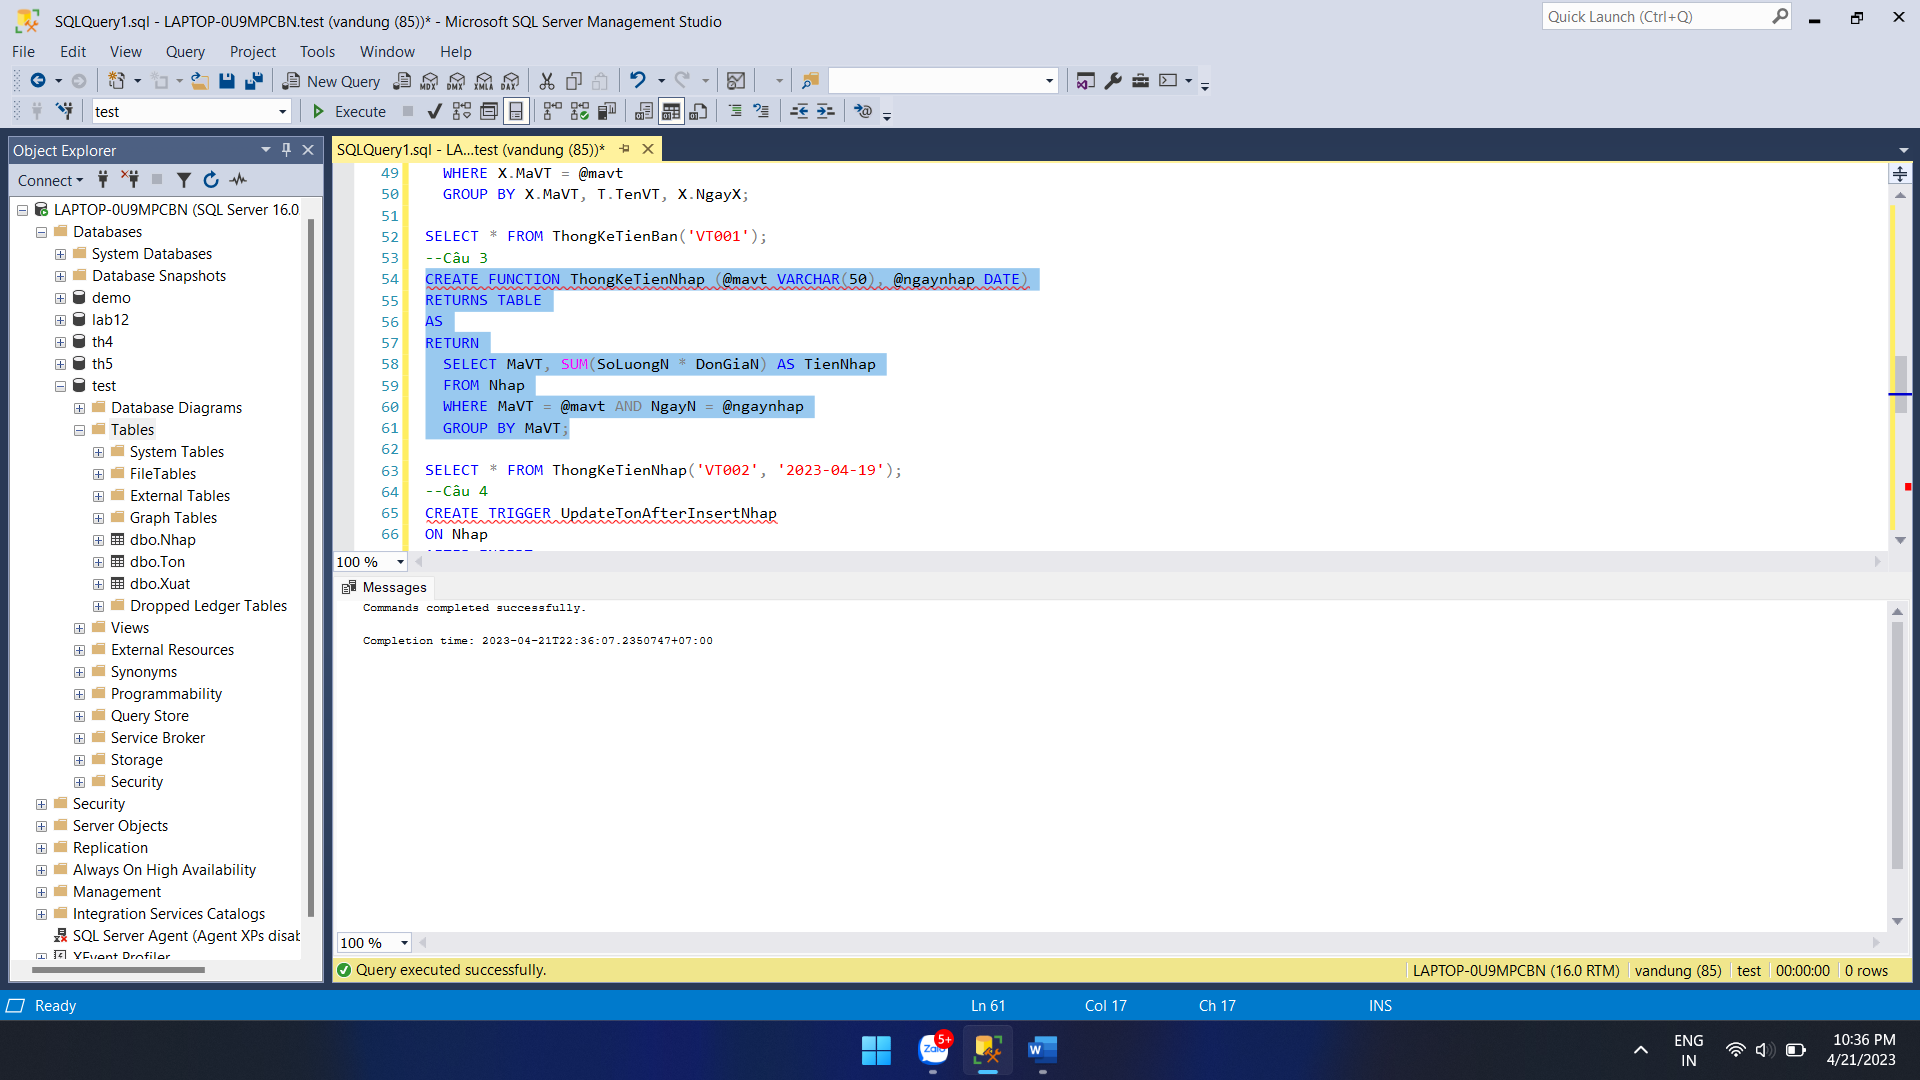 SQLQuery1.sql - LAPTOP-0U9MPCBN.test (vandung (85))* - Microsoft SQL Server Management Studio
Quick Launch (Ctrl+Q)
File Edit View Query Project Tools Window Help
New Query
MDX DMX XMLA DAX
test
Execute
Object Explorer
Connect
LAPTOP-0U9MPCBN (SQL Server 16.0
Databases
System Databases
Database Snapshots
demo
lab12
th4
th5
test
Database Diagrams
Tables
System Tables
FileTables
External Tables
Graph Tables
dbo.Nhap
dbo.Ton
dbo.Xuat
Dropped Ledger Tables
Views
External Resources
Synonyms
Programmability
Query Store
Service Broker
Storage
Security
Security
Server Objects
Replication
Always On High Availability
Management
Integration Services Catalogs
SQL Server Agent (Agent XPs disab
XEvent Profiler
SQLQuery1.sql - LA...test (vandung (85))*
49 WHERE X.MaVT = @mavt
50 GROUP BY X.MaVT, T.TenVT, X.NgayX;
51
52 SELECT * FROM ThongKeTienBan('VT001');
53 --Câu 3
54 CREATE FUNCTION ThongKeTienNhap (@mavt VARCHAR(50), @ngaynhap DATE)
55 RETURNS TABLE
56 AS
57 RETURN
58 SELECT MaVT, SUM(SoLuongN * DonGiaN) AS TienNhap
59 FROM Nhap
60 WHERE MaVT = @mavt AND NgayN = @ngaynhap
61 GROUP BY MaVT;
62
63 SELECT * FROM ThongKeTienNhap('VT002', '2023-04-19');
64 --Câu 4
65 CREATE TRIGGER UpdateTonAfterInsertNhap
66 ON Nhap
AFTER INSERT
100 %
Messages
Commands completed successfully.
Completion time: 2023-04-21T22:36:07.2350747+07:00
100 %
Query executed successfully.
LAPTOP-0U9MPCBN (16.0 RTM) vandung (85) test 00:00:00 0 rows
Ready
Ln 61 Col 17 Ch 17 INS
Zalo 5+
W
ENG
IN
10:36 PM
4/21/2023